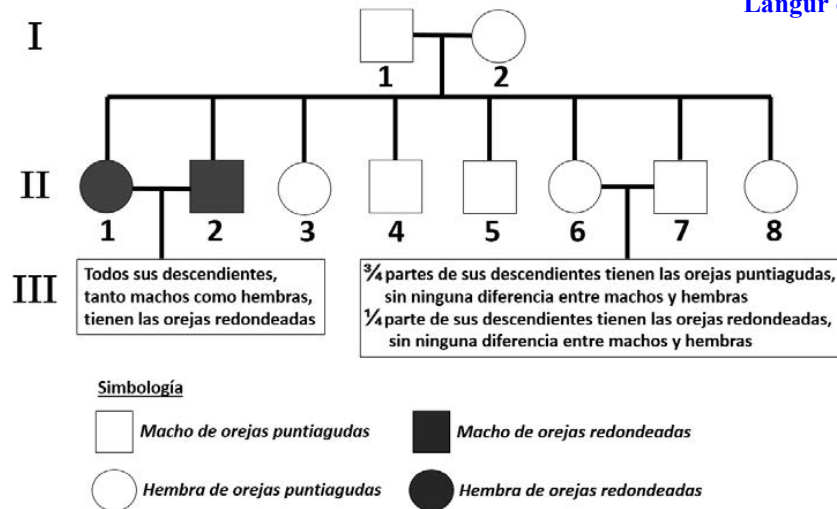 Langur
I
1 2
II
1 2 3 4 5 6 7 8
III
Todos sus descendientes,
tanto machos como hembras,
tienen las orejas redondeadas
¾ partes de sus descendientes tienen las orejas puntiagudas,
sin ninguna diferencia entre machos y hembras
¼ parte de sus descendientes tienen las orejas redondeadas,
sin ninguna diferencia entre machos y hembras
Simbología
Macho de orejas puntiagudas
Macho de orejas redondeadas
Hembra de orejas puntiagudas
Hembra de orejas redondeadas